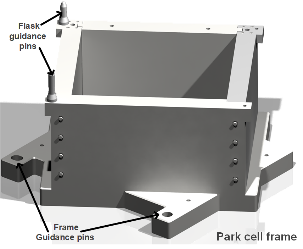 Flask
guidance
pins
Frame
Guidance pins
Park cell frame